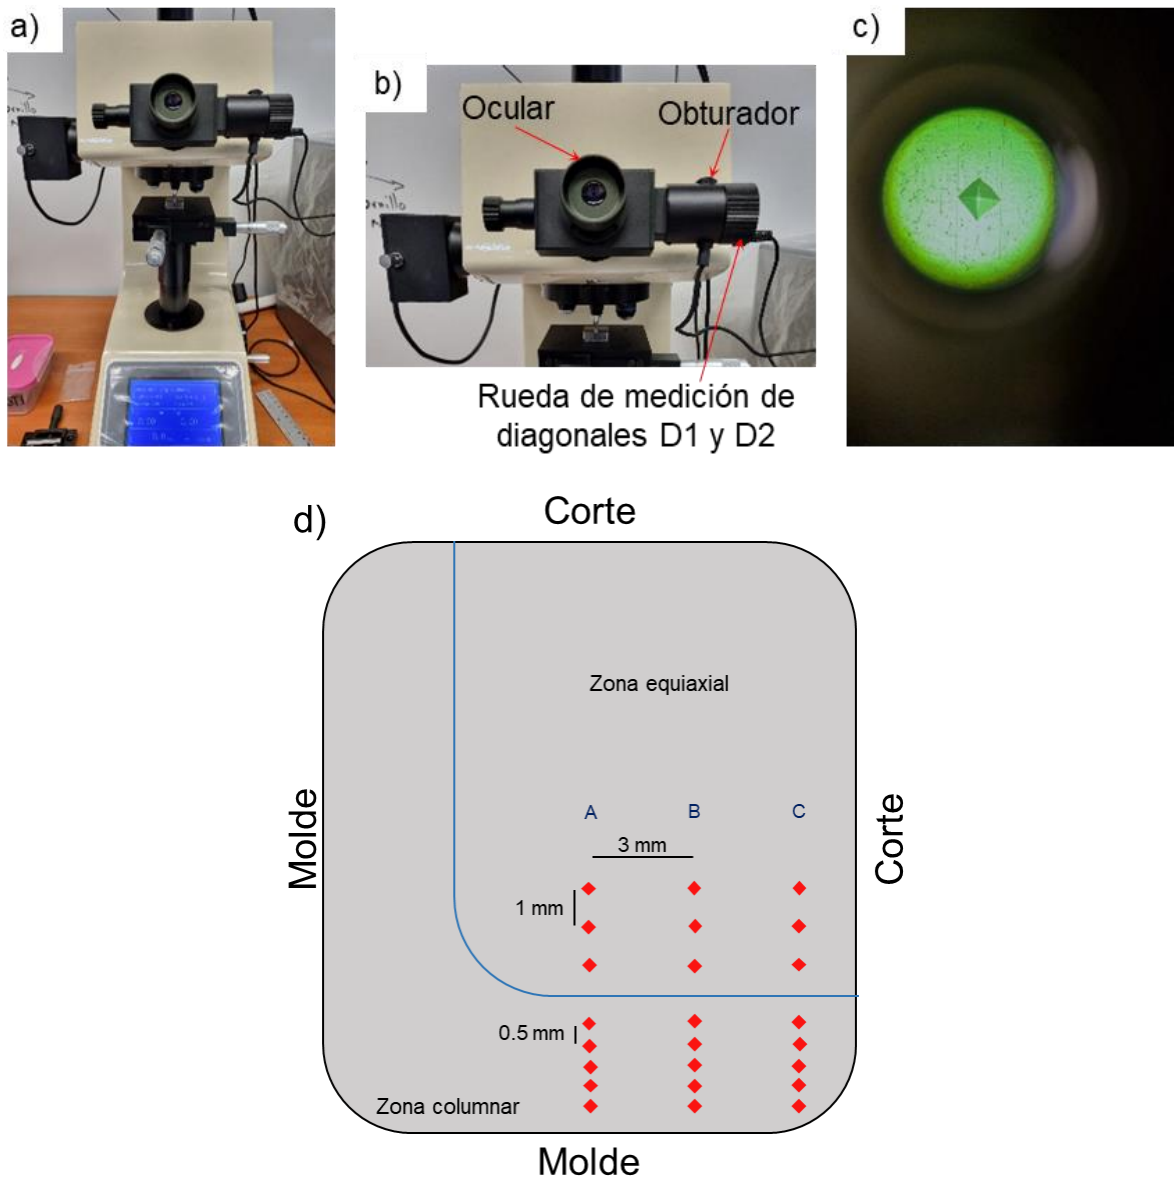 a)
b)
c)
Ocular
Obturador
Rueda de medición de
diagonales D1 y D2
d)
Corte
Zona equiaxial
Molde
A
B
C
Corte
3 mm
1 mm
0.5 mm
Zona columnar
Molde